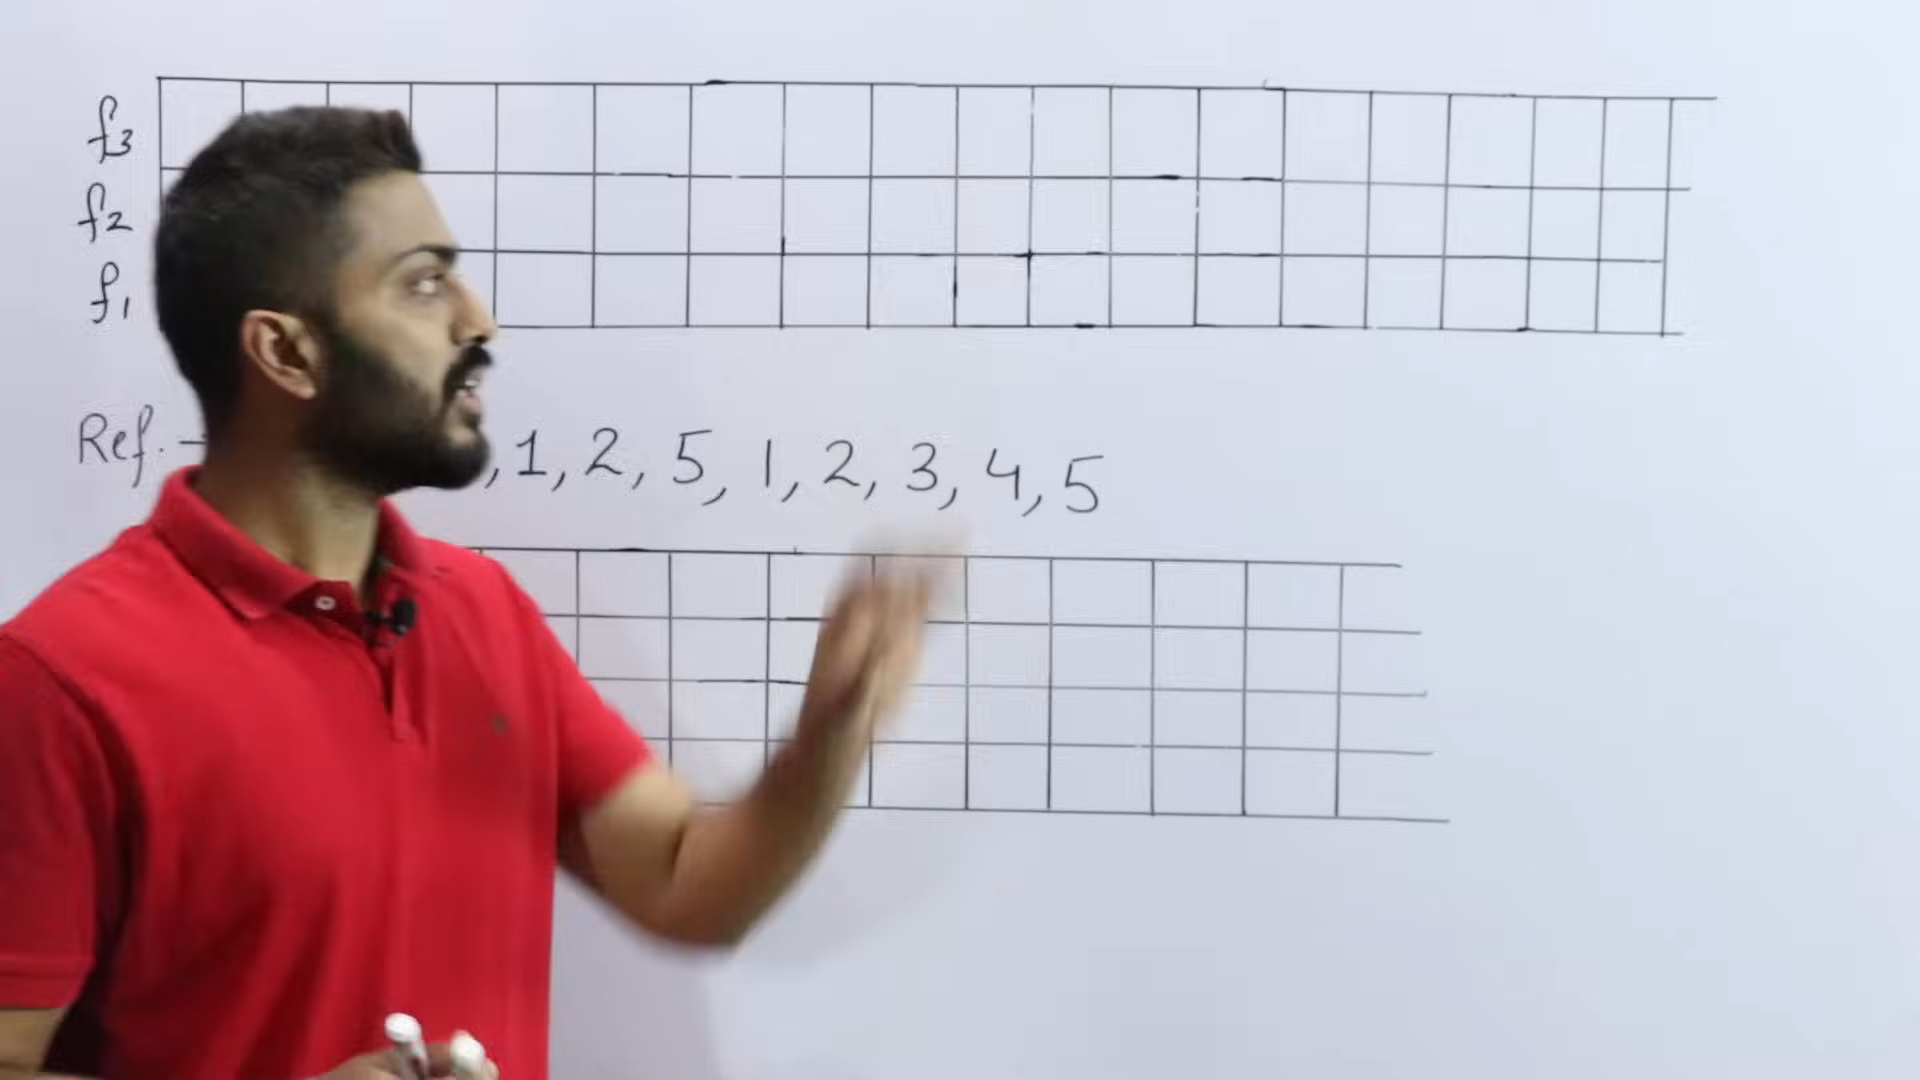 f3
f2
f1
Ref. - , 1, 2, 5, 1, 2, 3, 4, 5